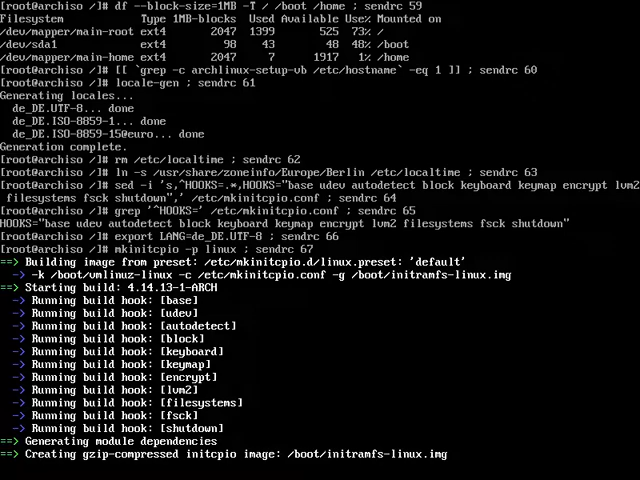 [root@archiso /]# df --block-size=1MB -T / /boot /home ; sendrc 59
Filesystem            Type 1MB-blocks  Used Available Use% Mounted on
/dev/mapper/main-root ext4       2047  1399       525  73% /
/dev/sda1             ext4         98    43        48  48% /boot
/dev/mapper/main-home ext4       2047     7      1917   1% /home
[root@archiso /]# [[ `grep -c archlinux-setup-vb /etc/hostname` -eq 1 ]] ; sendrc 60
[root@archiso /]# locale-gen ; sendrc 61
Generating locales...
  de_DE.UTF-8... done
  de_DE.ISO-8859-1... done
  de_DE.ISO-8859-15@euro... done
Generation complete.
[root@archiso /]# rm /etc/localtime ; sendrc 62
[root@archiso /]# ln -s /usr/share/zoneinfo/Europe/Berlin /etc/localtime ; sendrc 63
[root@archiso /]# sed -i 's,^HOOKS=.*,HOOKS="base udev autodetect block keyboard keymap encrypt lvm2
 filesystems fsck shutdown",' /etc/mkinitcpio.conf ; sendrc 64
[root@archiso /]# grep '^HOOKS=' /etc/mkinitcpio.conf ; sendrc 65
HOOKS="base udev autodetect block keyboard keymap encrypt lvm2 filesystems fsck shutdown"
[root@archiso /]# export LANG=de_DE.UTF-8 ; sendrc 66
[root@archiso /]# mkinitcpio -p linux ; sendrc 67
==> Building image from preset: /etc/mkinitcpio.d/linux.preset: 'default'
  -> -k /boot/vmlinuz-linux -c /etc/mkinitcpio.conf -g /boot/initramfs-linux.img
==> Starting build: 4.14.13-1-ARCH
  -> Running build hook: [base]
  -> Running build hook: [udev]
  -> Running build hook: [autodetect]
  -> Running build hook: [block]
  -> Running build hook: [keyboard]
  -> Running build hook: [keymap]
  -> Running build hook: [encrypt]
  -> Running build hook: [lvm2]
  -> Running build hook: [filesystems]
  -> Running build hook: [fsck]
  -> Running build hook: [shutdown]
==> Generating module dependencies
==> Creating gzip-compressed initcpio image: /boot/initramfs-linux.img